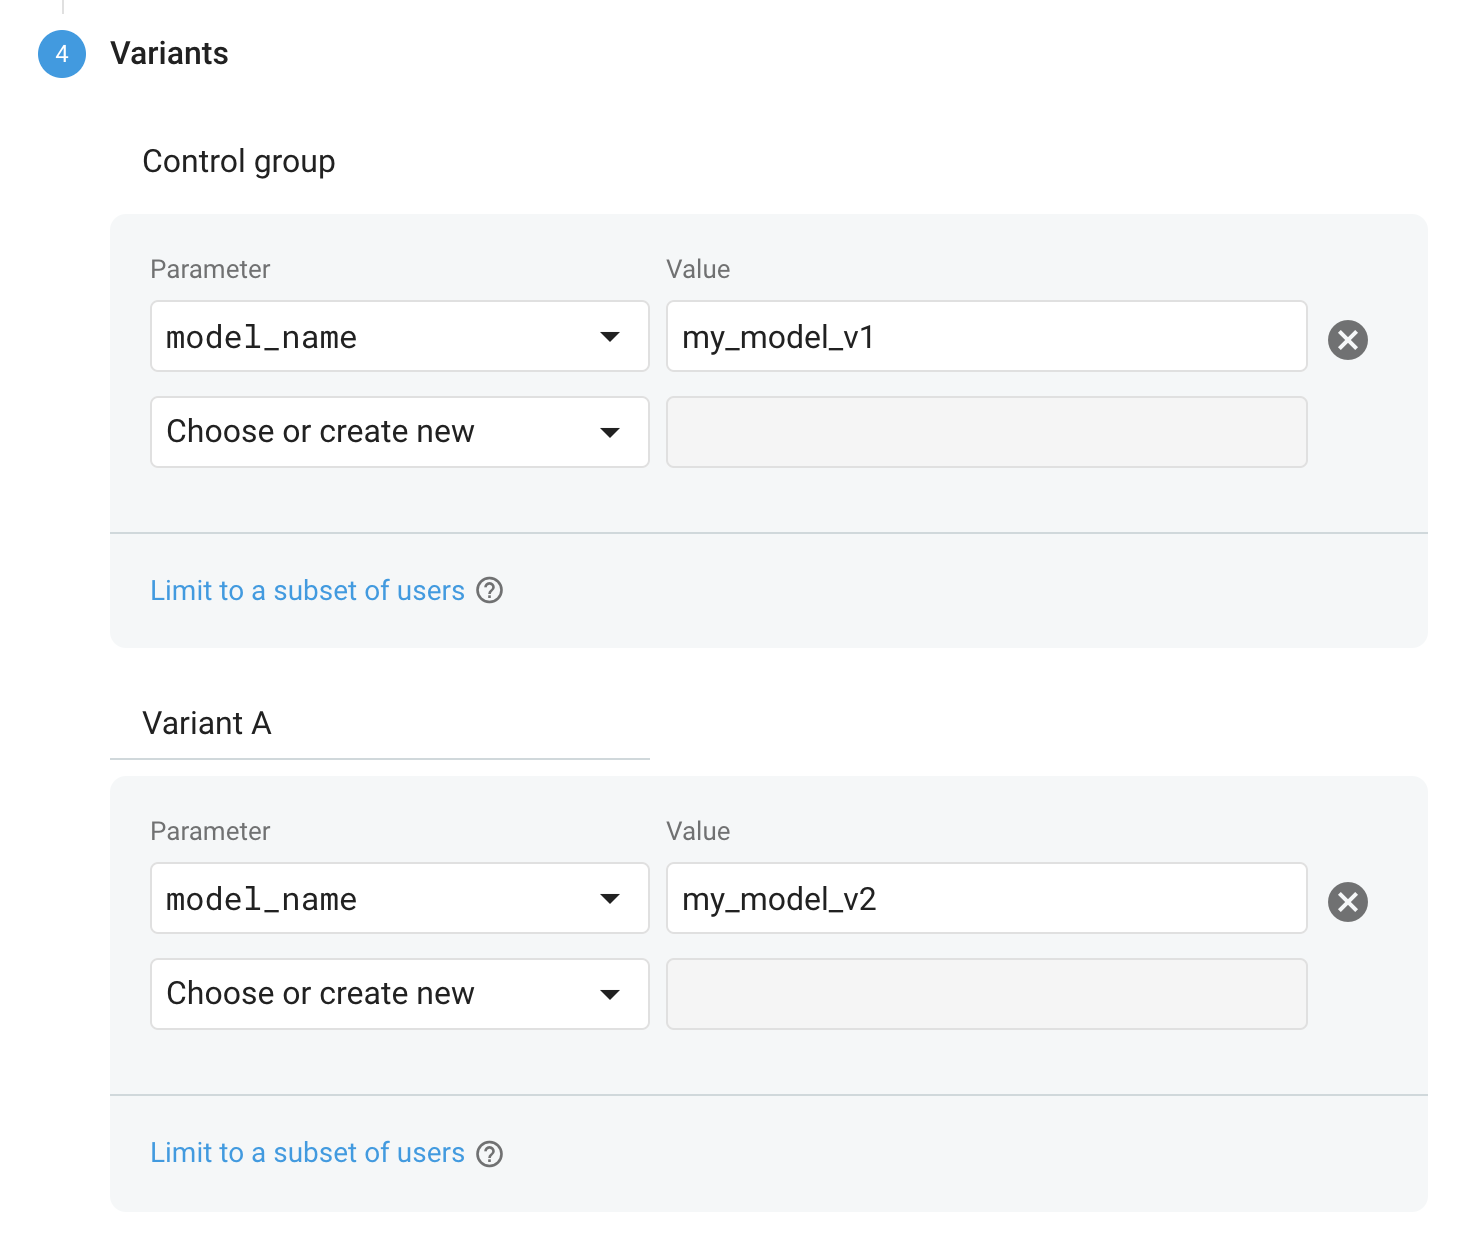 4 Variants
Control group
Parameter Value
model_name my_model_v1
Choose or create new
Limit to a subset of users ?
Variant A
Parameter Value
model_name my_model_v2
Choose or create new
Limit to a subset of users ?